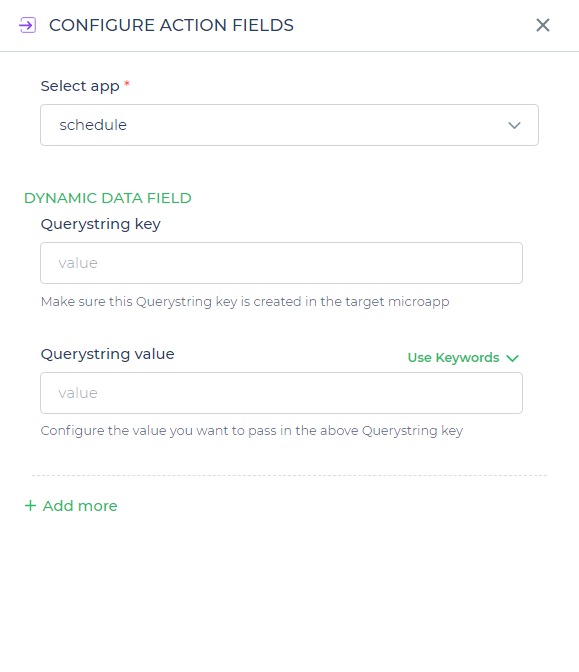 CONFIGURE ACTION FIELDS
Select app *
schedule
DYNAMIC DATA FIELD
Querystring key
value
Make sure this Querystring key is created in the target microapp
Querystring value
Use Keywords
value
Configure the value you want to pass in the above Querystring key
+ Add more